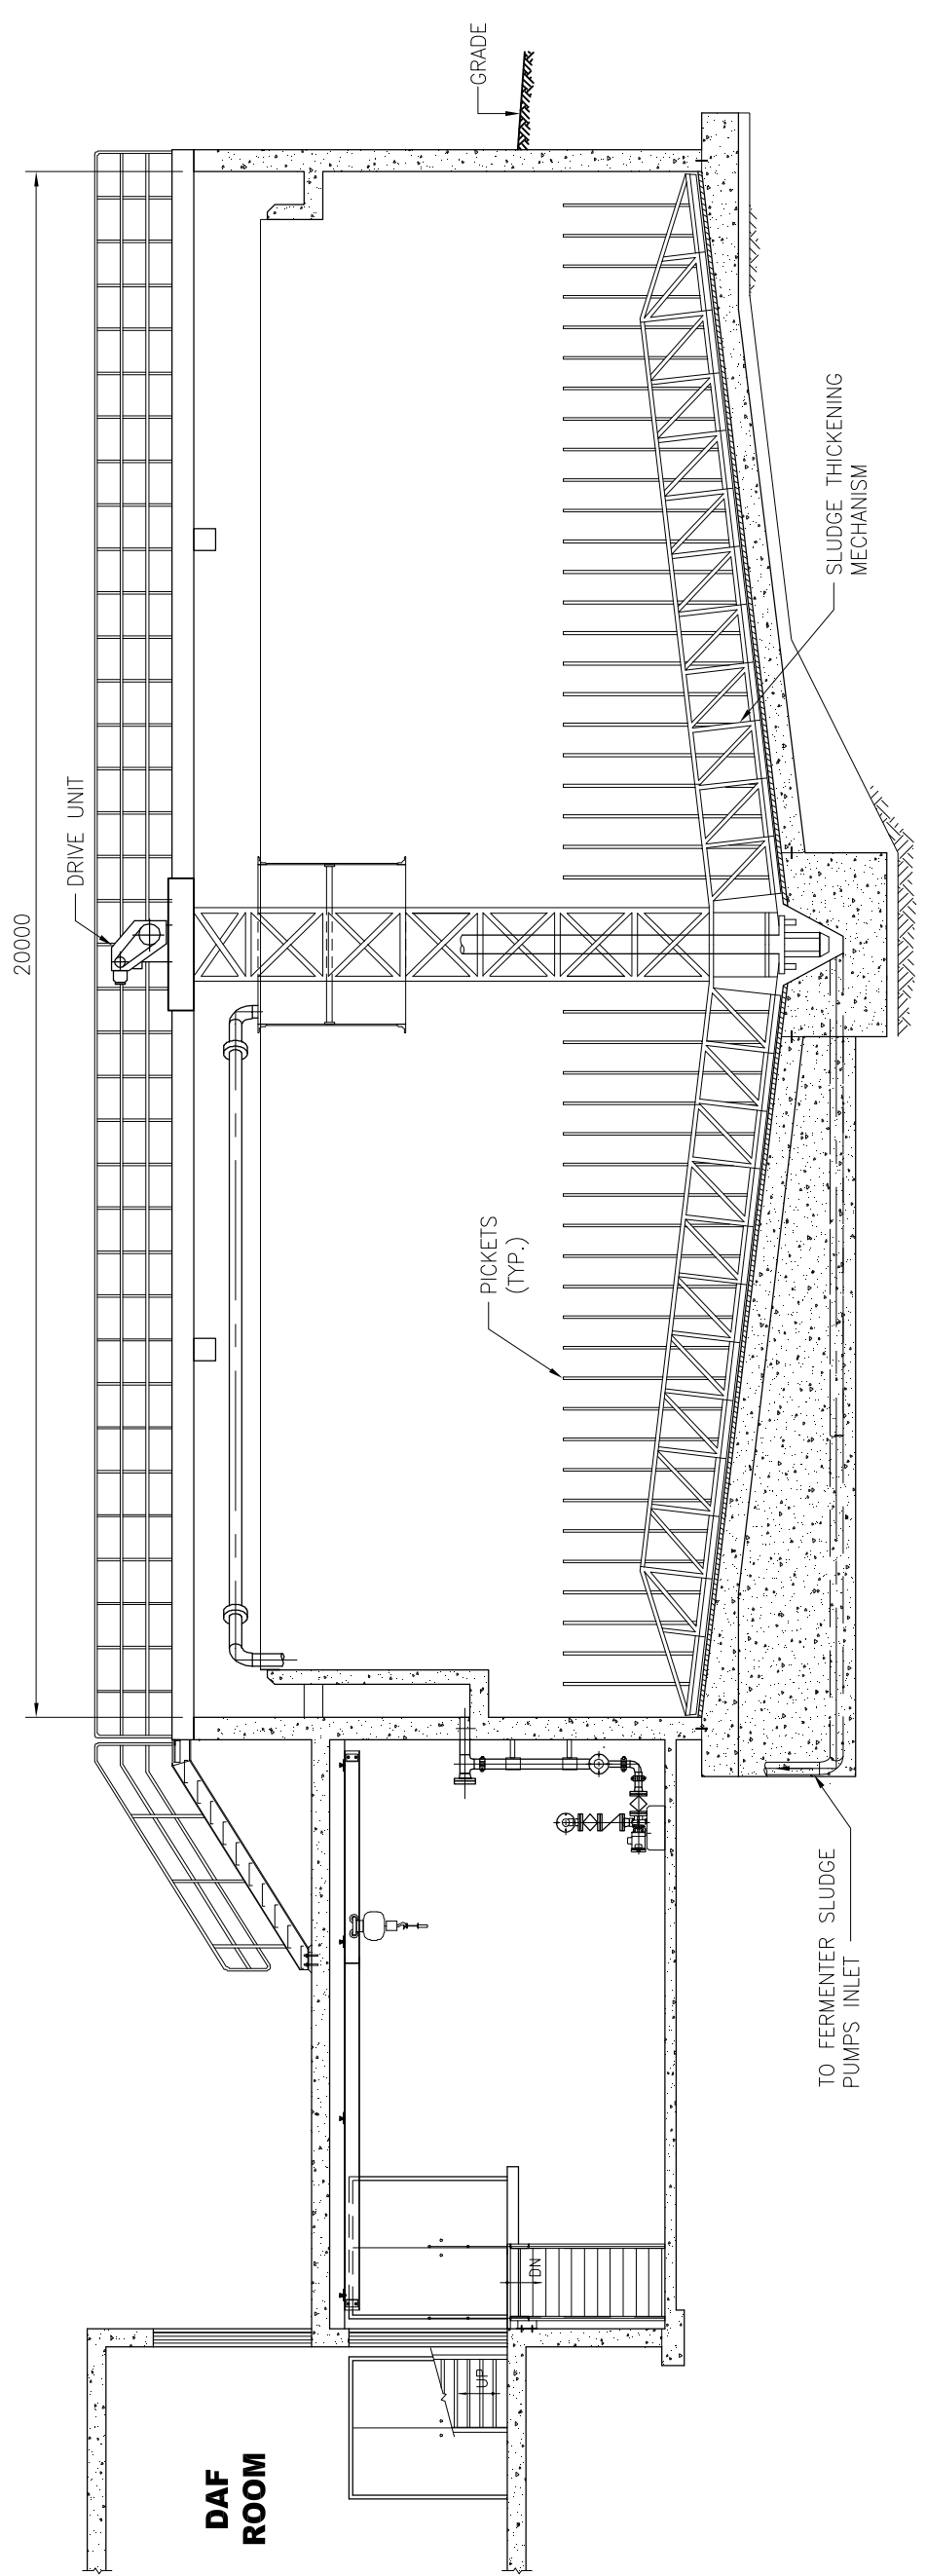 DAF
ROOM
UP
DN
TO FERMENTER SLUDGE
PUMPS INLET
PICKETS
(TYP.)
20000
DRIVE UNIT
SLUDGE THICKENING
MECHANISM
GRADE